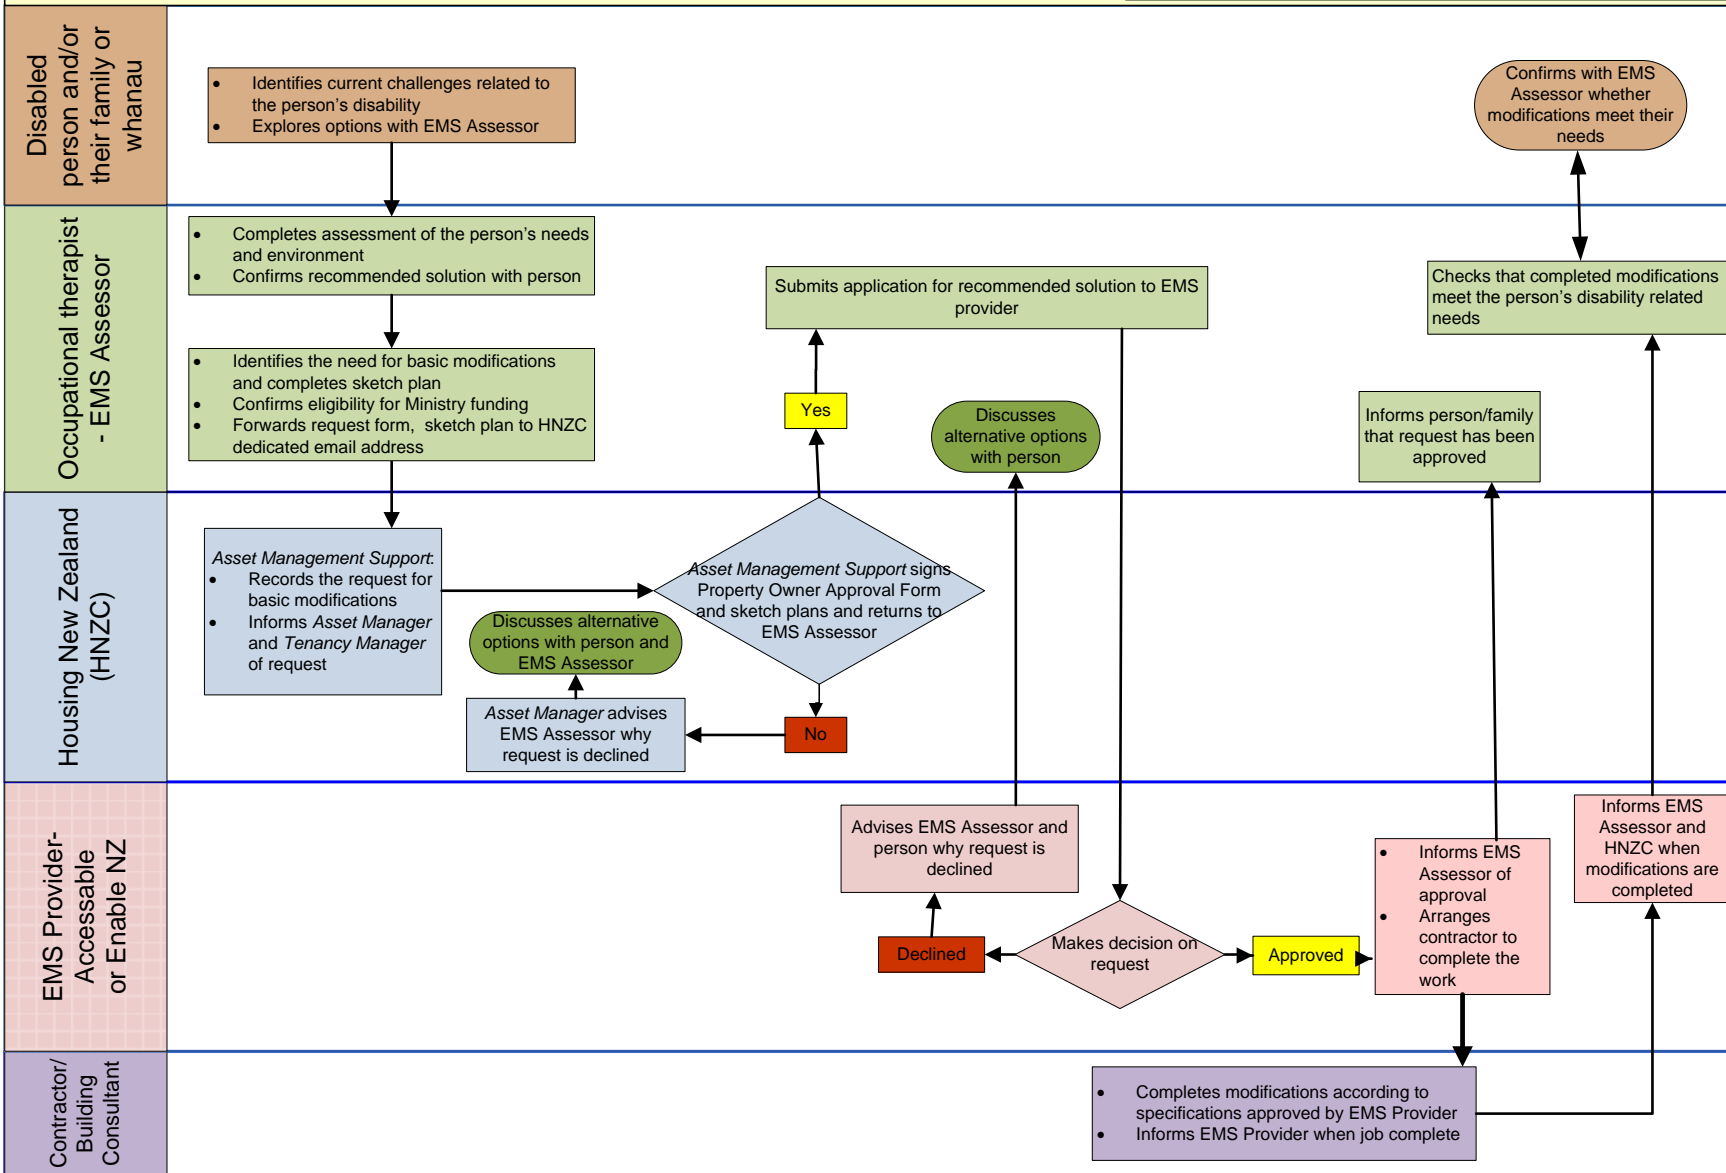 Disabled
person and/or
their family or
whanau
• Identifies current challenges related to
the person's disability
• Explores options with EMS Assessor
Confirms with EMS
Assessor whether
modifications meet their
needs
Occupational therapist
- EMS Assessor
• Completes assessment of the person's needs
and environment
• Confirms recommended solution with person
• Identifies the need for basic modifications
and completes sketch plan
• Confirms eligibility for Ministry funding
• Forwards request form, sketch plan to HNZC
dedicated email address
Submits application for recommended solution to EMS
provider
Yes
Discusses
alternative options
with person
Checks that completed modifications
meet the person's disability related
needs
Informs person/family
that request has been
approved
Housing New Zealand
(HNZC)
Asset Management Support:
• Records the request for
basic modifications
• Informs Asset Manager
and Tenancy Manager
of request
Asset Management Support signs
Property Owner Approval Form
and sketch plans and returns to
EMS Assessor
Discusses alternative
options with person and
EMS Assessor
Asset Manager advises
EMS Assessor why
request is declined
No
EMS Provider-
Accessable
or Enable NZ
Advises EMS Assessor and
person why request is
declined
Declined
Makes decision on
request
Approved
• Informs EMS
Assessor of
approval
• Arranges
contractor to
complete the
work
Informs EMS
Assessor and
HNZC when
modifications are
completed
Contractor/
Building
Consultant
• Completes modifications according to
specifications approved by EMS Provider
• Informs EMS Provider when job complete